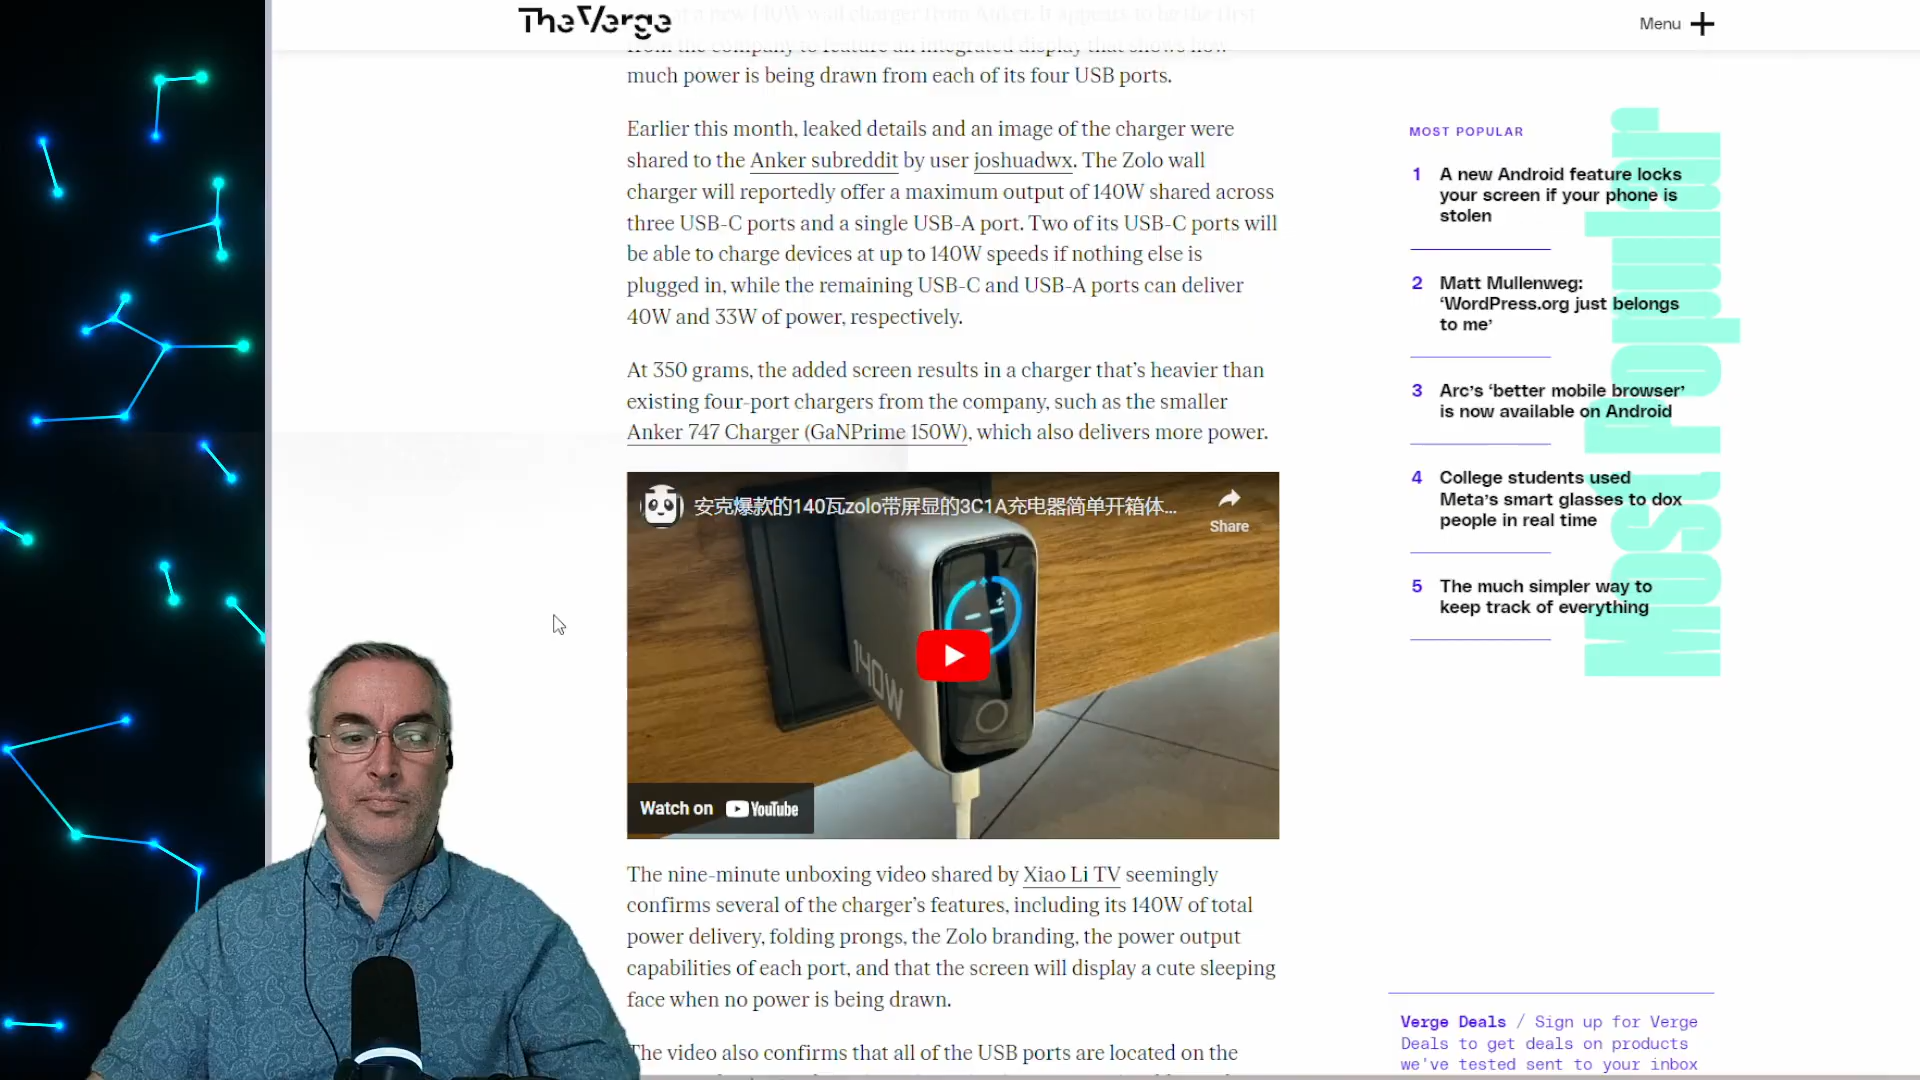 The Verge
Menu
from the company to feature an integrated display that shows how
much power is being drawn from each of its four USB ports.
Earlier this month, leaked details and an image of the charger were
shared to the Anker subreddit by user joshuadwx. The Zolo wall
charger will reportedly offer a maximum output of 140W shared across
three USB-C ports and a single USB-A port. Two of its USB-C ports will
be able to charge devices at up to 140W speeds if nothing else is
plugged in, while the remaining USB-C and USB-A ports can deliver
40W and 33W of power, respectively.
At 350 grams, the added screen results in a charger that’s heavier than
existing four-port chargers from the company, such as the smaller
Anker 747 Charger (GaNPrime 150W), which also delivers more power.
安克爆款的140瓦zolo带屏显的3C1A充电器简单开箱体...
Share
140W
Watch on YouTube
The nine-minute unboxing video shared by Xiao Li TV seemingly
confirms several of the charger’s features, including its 140W of total
power delivery, folding prongs, the Zolo branding, the power output
capabilities of each port, and that the screen will display a cute sleeping
face when no power is being drawn.
The video also confirms that all of the USB ports are located on the
Most Popular
MOST POPULAR
1 A new Android feature locks
your screen if your phone is
stolen
2 Matt Mullenweg:
‘WordPress.org just belongs
to me’
3 Arc’s ‘better mobile browser’
is now available on Android
4 College students used
Meta’s smart glasses to dox
people in real time
5 The much simpler way to
keep track of everything
Verge Deals / Sign up for Verge
Deals to get deals on products
we've tested sent to your inbox